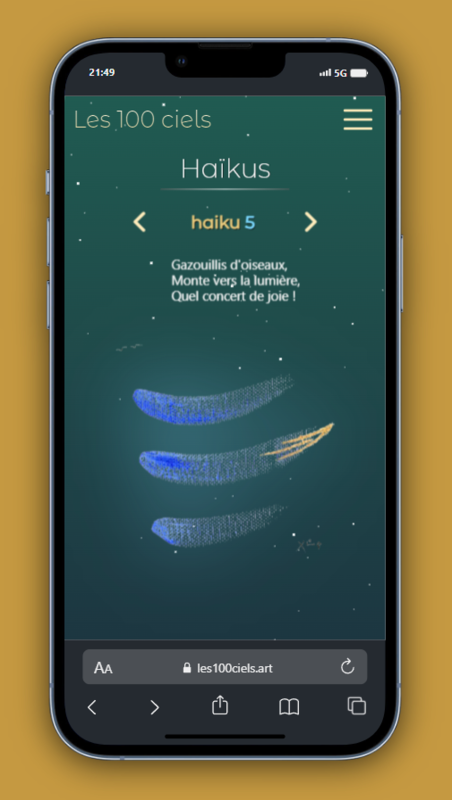 21:49
5G
Les 100 ciels
Haïkus
haiku 5
Gazouillis d'oiseaux,
Monte vers la lumière,
Quel concert de joie !
AA
les100ciels.art